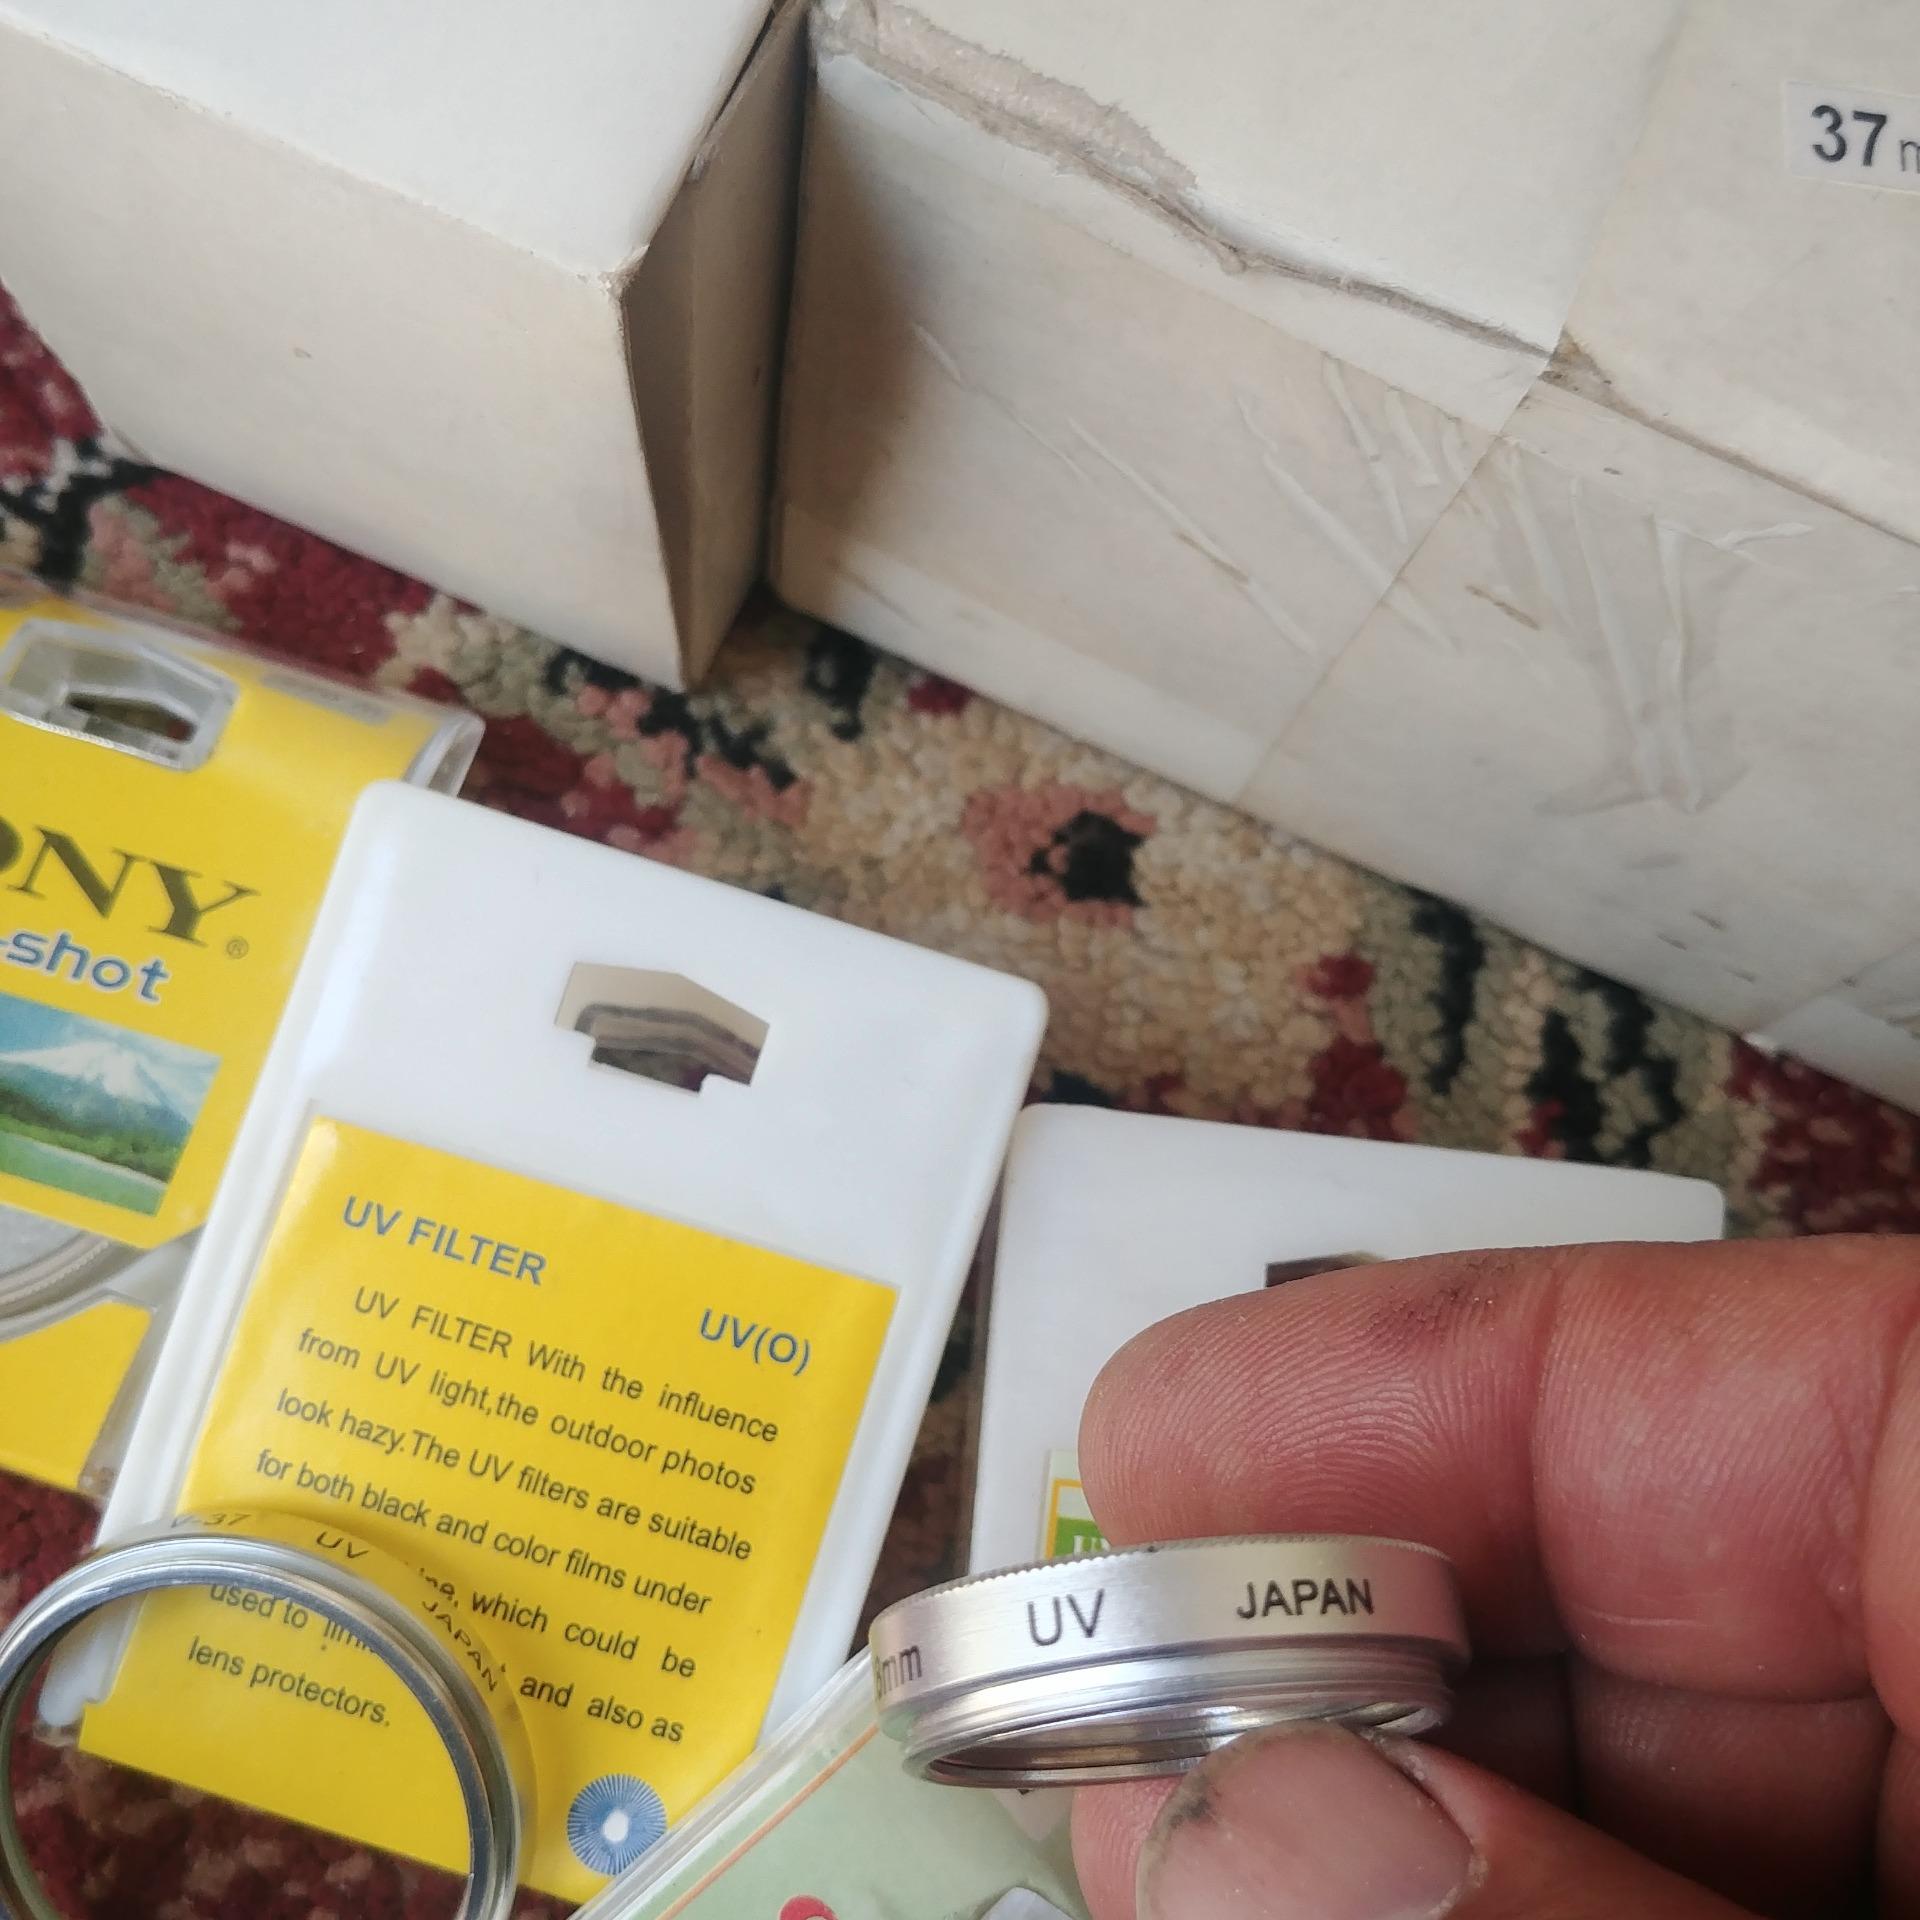 37
ONY®
-shot
UV FILTER
UV(O)
UV FILTER With the influence
from UV light,the outdoor photos
look hazy.The UV filters are suitable
for both black and color films under
which could be
used to
and also as
lens protectors.
-37 UV JAPAN
8mm UV JAPAN